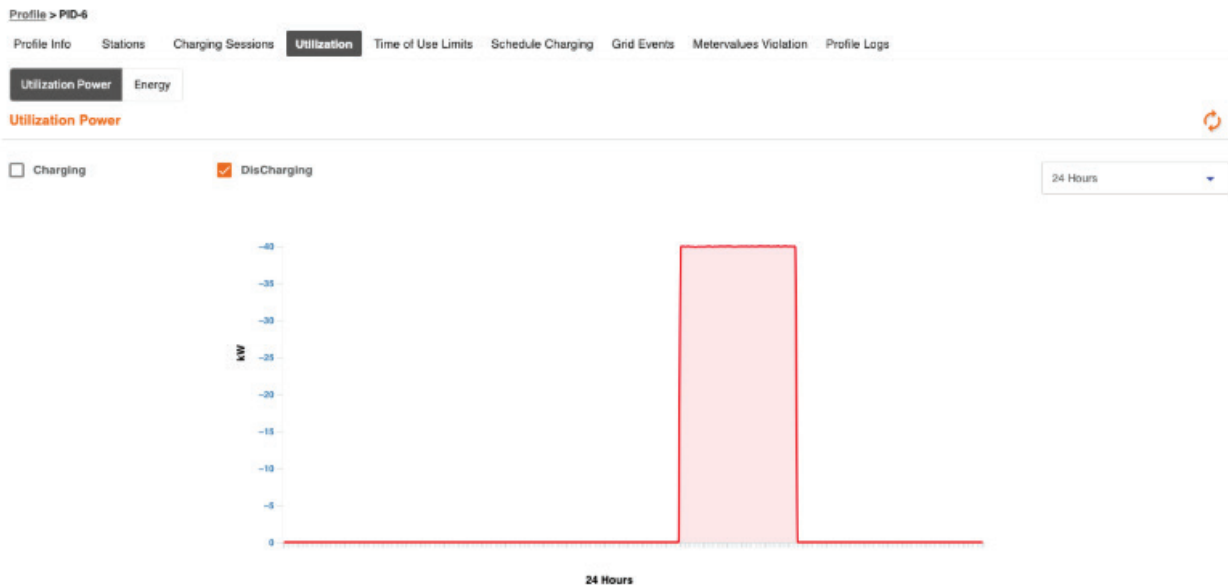 Profile > PID-6
Profile Info Stations Charging Sessions Utilization Time of Use Limits Schedule Charging Grid Events Metervalues Violation Profile Logs
Utilization Power Energy
Utilization Power
Charging DisCharging 24 Hours
-40
-35
-30
kW
-25
-20
-15
-10
-5
0
24 Hours